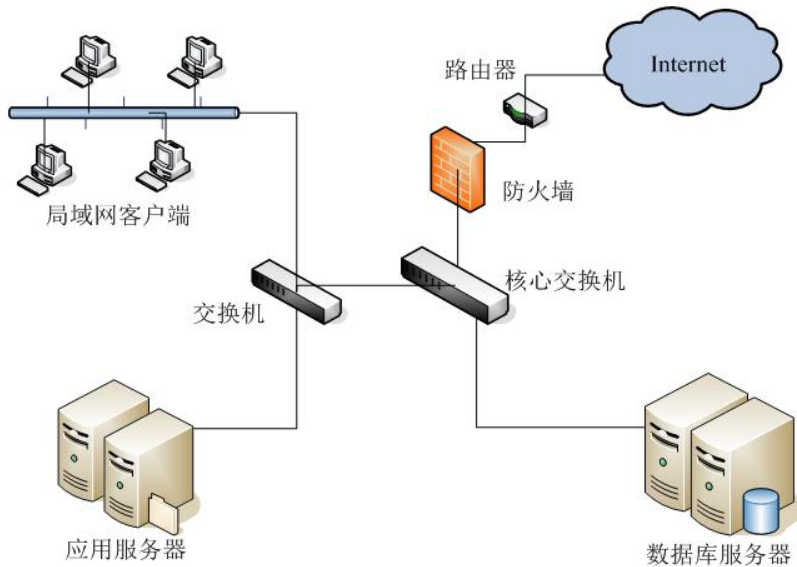 Internet
路由器
防火墙
局域网客户端
核心交换机
交换机
应用服务器
数据库服务器